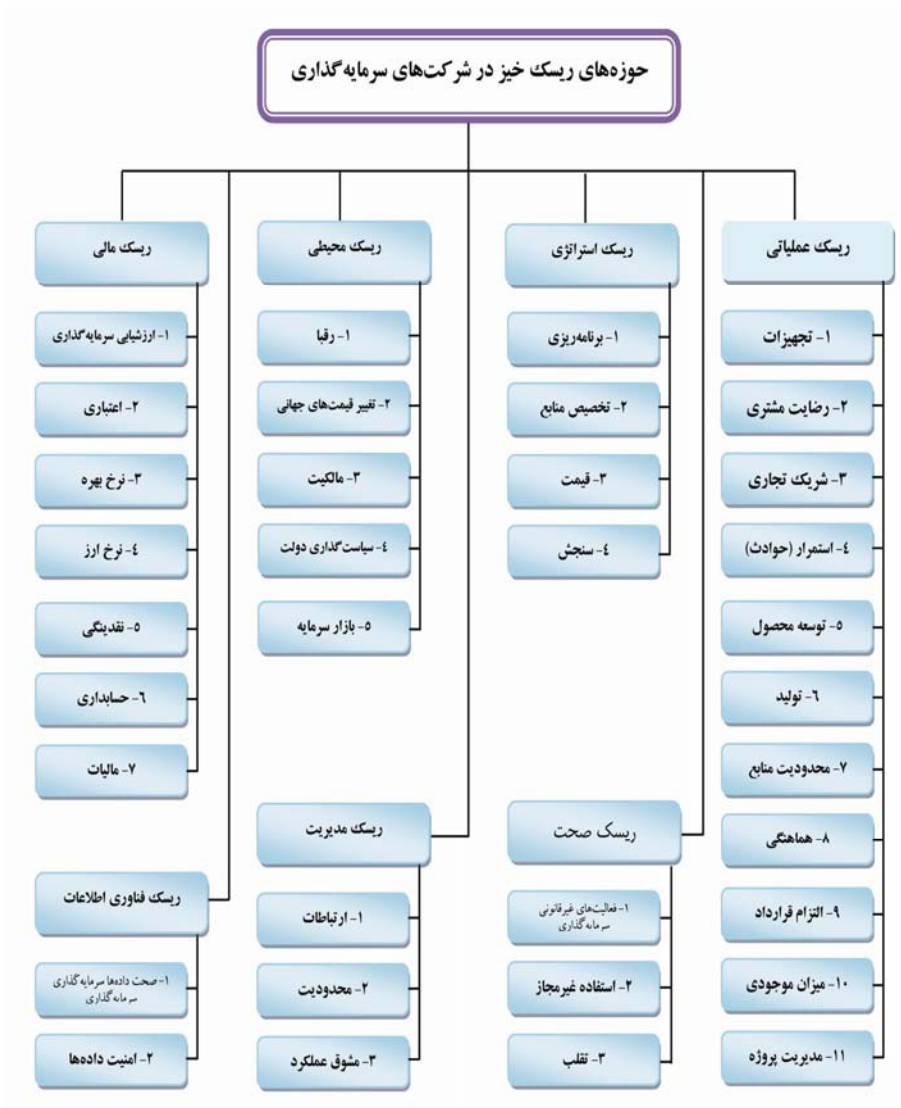 حوزه‌های ریسک خیز در شرکت‌های سرمایه‌گذاری
ریسک عملیاتی
۱- تجهیزات
۲- رضایت مشتری
۳- شریک تجاری
٤- استمرار (حوادث)
٥- توسعه محصول
٦- تولید
۷- محدودیت منابع
۸- هماهنگی
۹- التزام قرارداد
۱۰- میزان موجودی
۱۱- مدیریت پروژه
ریسک استراتژی
۱- برنامه‌ریزی
۲- تخصیص منابع
۳- قیمت
٤- سنجش
ریسک صحت
۱- فعالیت‌های غیرقانونی
سرمایه‌گذاری
۲- استفاده غیرمجاز
۳- تقلب
ریسک محیطی
۱- رقبا
۲- تغییر قیمت‌های جهانی
۳- مالکیت
٤- سیاست‌گذاری دولت
٥- بازار سرمایه
ریسک مدیریت
۱- ارتباطات
۲- محدودیت
۳- مشوق عملکرد
ریسک مالی
۱- ارزشیابی سرمایه‌گذاری
۲- اعتباری
۳- نرخ بهره
٤- نرخ ارز
٥- نقدینگی
٦- حسابداری
۷- مالیات
ریسک فناوری اطلاعات
۱- صحت داده‌ها سرمایه‌گذاری
سرمایه‌گذاری
۲- امنیت داده‌ها